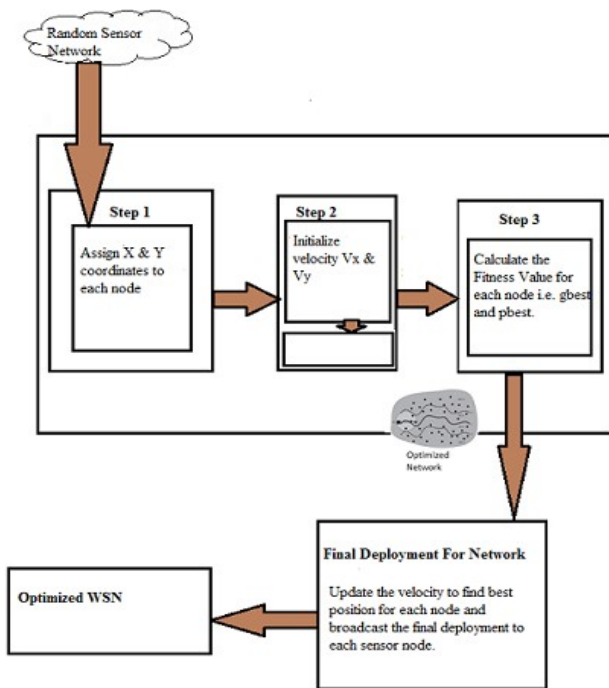 Random Sensor
Network
Step 1
Assign X & Y
coordinates to
each node
Step 2
Initialize
velocity Vx &
Vy
Step 3
Calculate the
Fitness Value for
each node i.e. gbest
and pbest.
Optimized
Network
Final Deployment For Network
Update the velocity to find best
position for each node and
broadcast the final deployment to
each sensor node.
Optimized WSN